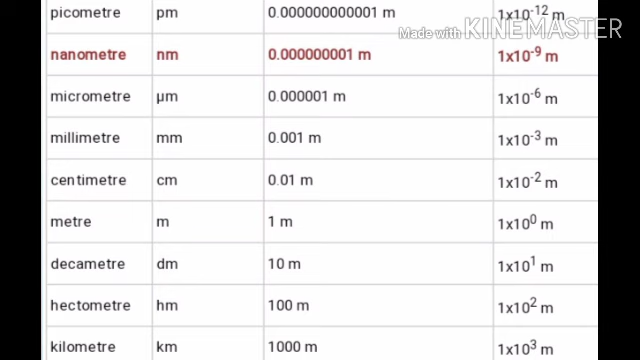 picometre pm 0.000000000001 m 1x10⁻¹² m
Made with KINEMASTER
nanometre nm 0.000000001 m 1x10⁻⁹ m
micrometre µm 0.000001 m 1x10⁻⁶ m
millimetre mm 0.001 m 1x10⁻³ m
centimetre cm 0.01 m 1x10⁻² m
metre m 1 m 1x10⁰ m
decametre dm 10 m 1x10¹ m
hectometre hm 100 m 1x10² m
kilometre km 1000 m 1x10³ m